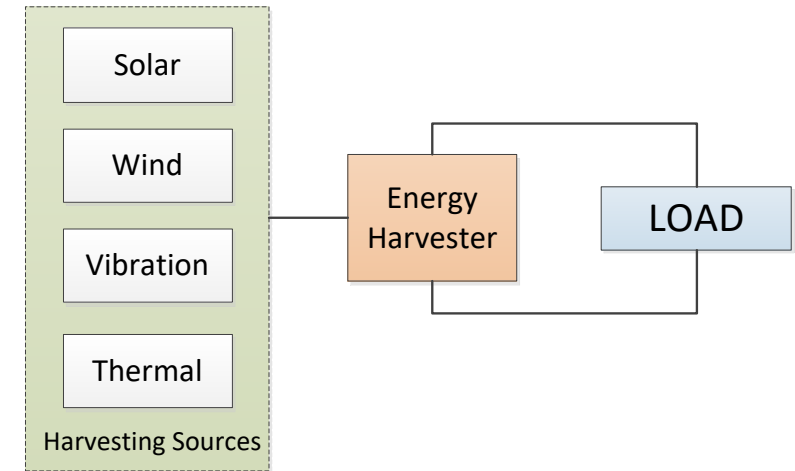 Solar
Wind
Vibration
Thermal
Harvesting Sources
Energy
Harvester
LOAD